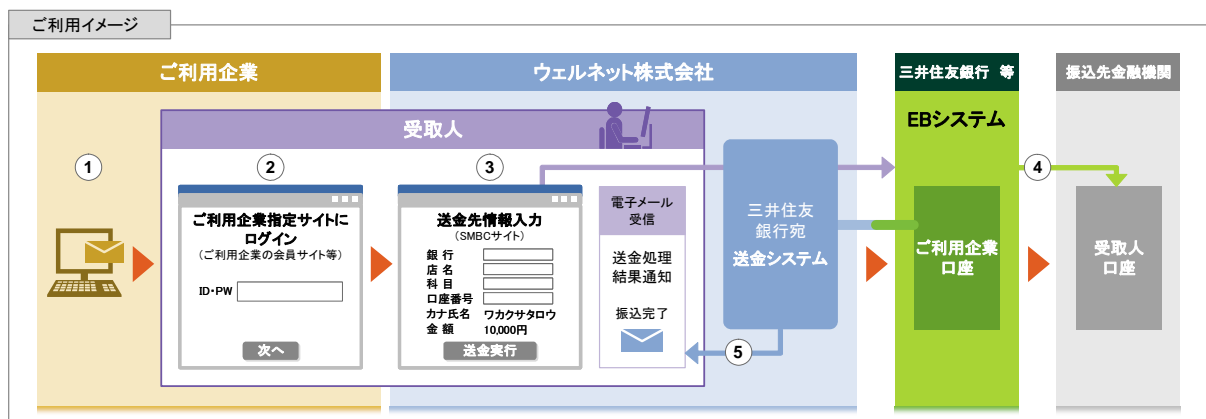 ご利用イメージ
ご利用企業
ウェルネット株式会社
三井住友銀行 等
振込先金融機関
受取人
EBシステム
1
2
3
4
ご利用企業指定サイトに
ログイン
(ご利用企業の会員サイト等)
ID・PW
次へ
送金先情報入力
(SMBCサイト)
銀 行
店 名
科 目
口座番号
カナ氏名 ワカクサタロウ
金 額 10,000円
送金実行
電子メール
受信
送金処理
結果通知
振込完了
三井住友
銀行宛
送金システム
5
ご利用企業
口座
受取人
口座